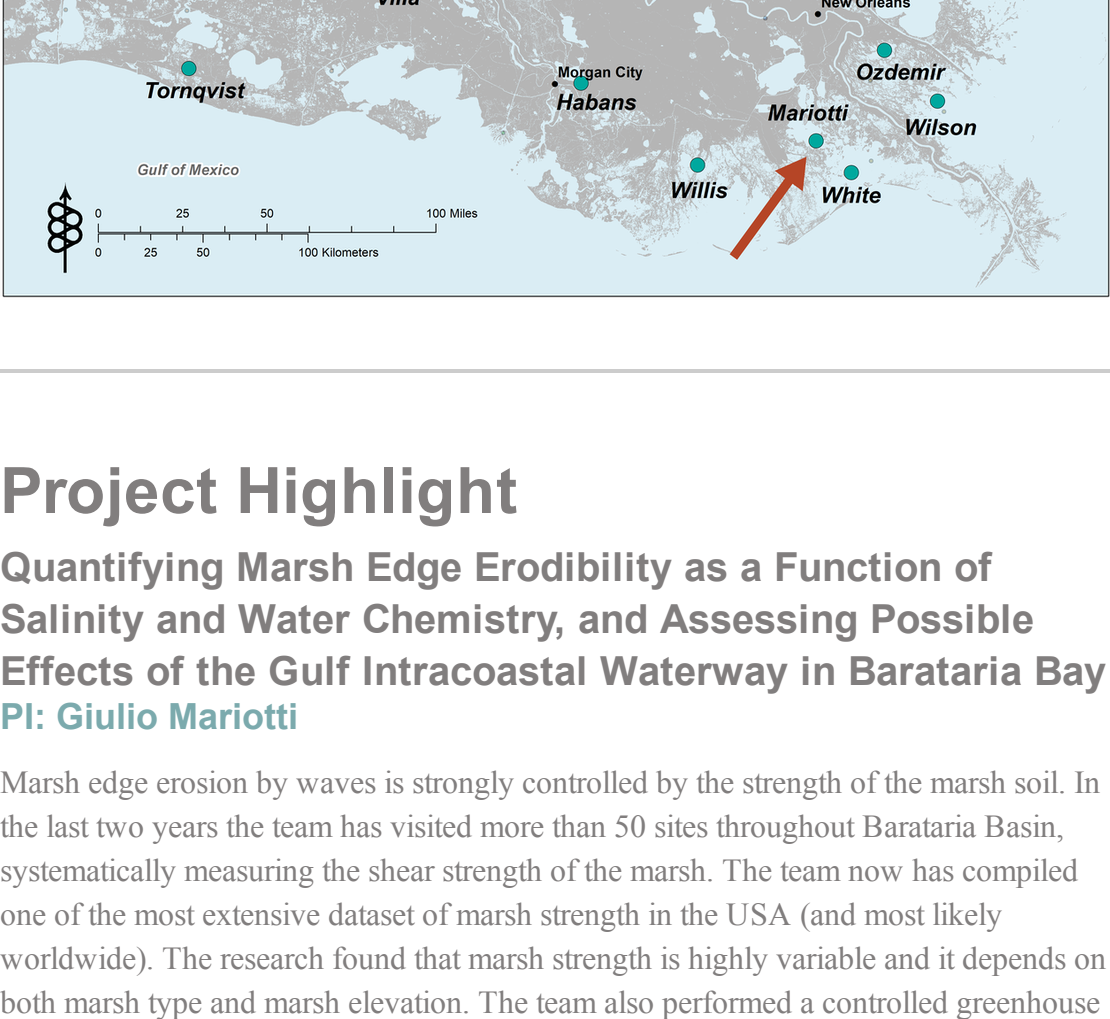 Villa
New Orleans
Ozdemir
Tornqvist
Morgan City
Habans
Mariotti
Wilson
Gulf of Mexico
Willis
White
0 25 50 100 Miles
0 25 50 100 Kilometers
Project Highlight
Quantifying Marsh Edge Erodibility as a Function of
Salinity and Water Chemistry, and Assessing Possible
Effects of the Gulf Intracoastal Waterway in Barataria Bay
PI: Giulio Mariotti
Marsh edge erosion by waves is strongly controlled by the strength of the marsh soil. In
the last two years the team has visited more than 50 sites throughout Barataria Basin,
systematically measuring the shear strength of the marsh. The team now has compiled
one of the most extensive dataset of marsh strength in the USA (and most likely
worldwide). The research found that marsh strength is highly variable and it depends on
both marsh type and marsh elevation. The team also performed a controlled greenhouse